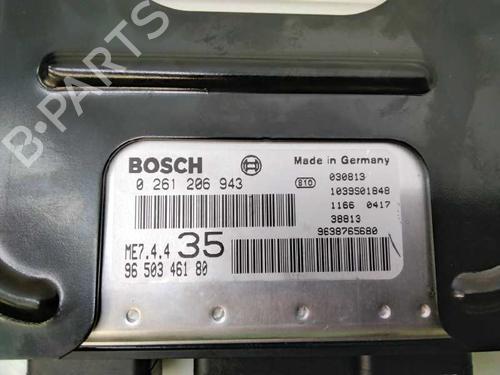 B-PARTS
BOSCH
Made in Germany
0 261 206 943
B10
030813
1039S01848
1166 0417
38813
9638765680
ME7.4.4 35
96 503 461 80